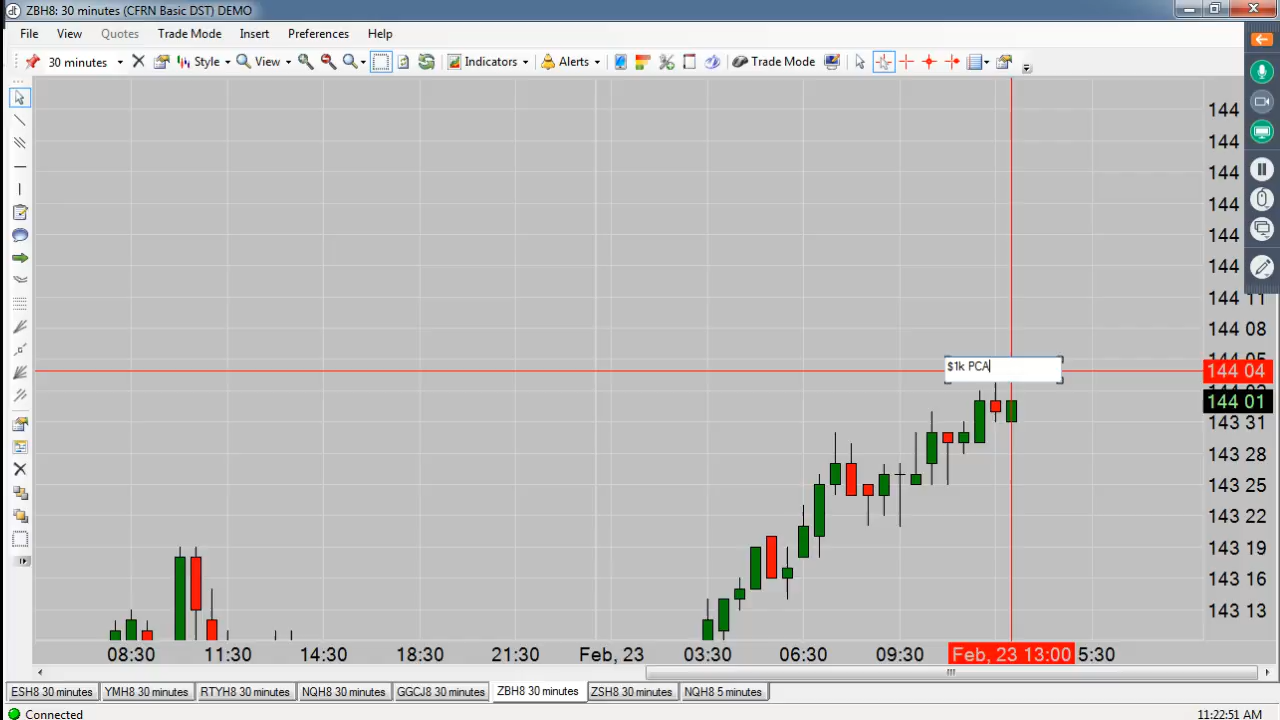 ZBH8: 30 minutes (CFRN Basic DST) DEMO
File View Quotes Trade Mode Insert Preferences Help
30 minutes Style View Indicators Alerts Trade Mode
144
144
144
144
144
144
144 11
144 08
144 05
$1k PCA
144 04
144 01
143 31
143 28
143 25
143 22
143 19
143 16
143 13
08:30 11:30 14:30 18:30 21:30 Feb, 23 03:30 06:30 09:30 Feb, 23 13:00 5:30
ESH8 30 minutes YMH8 30 minutes RTYH8 30 minutes NQH8 30 minutes GGCJ8 30 minutes ZBH8 30 minutes ZSH8 30 minutes NQH8 5 minutes
Connected 11:22:51 AM